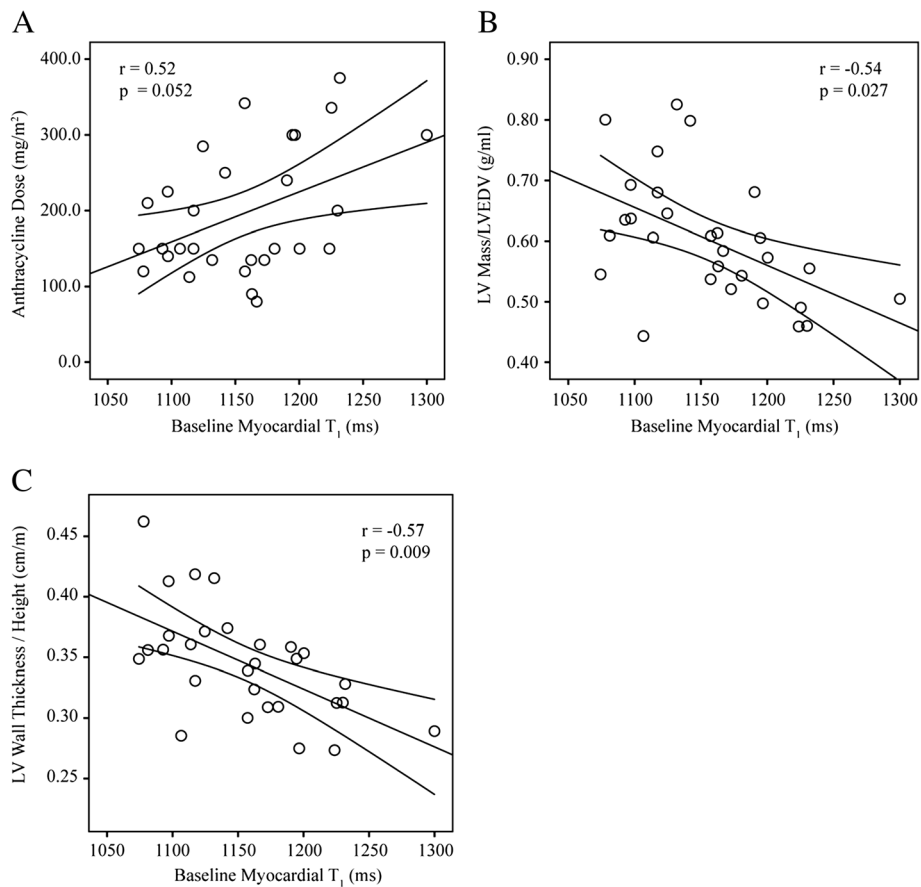 A
r = 0.52
p = 0.052
Anthracycline Dose (mg/m²)
400.0
300.0
200.0
100.0
0.0
1050 1100 1150 1200 1250 1300
Baseline Myocardial T₁ (ms)
B
r = -0.54
p = 0.027
LV Mass/LVEDV (g/ml)
0.90
0.80
0.70
0.60
0.50
0.40
1050 1100 1150 1200 1250 1300
Baseline Myocardial T₁ (ms)
C
r = -0.57
p = 0.009
LV Wall Thickness / Height (cm/m)
0.45
0.40
0.35
0.30
0.25
1050 1100 1150 1200 1250 1300
Baseline Myocardial T₁ (ms)